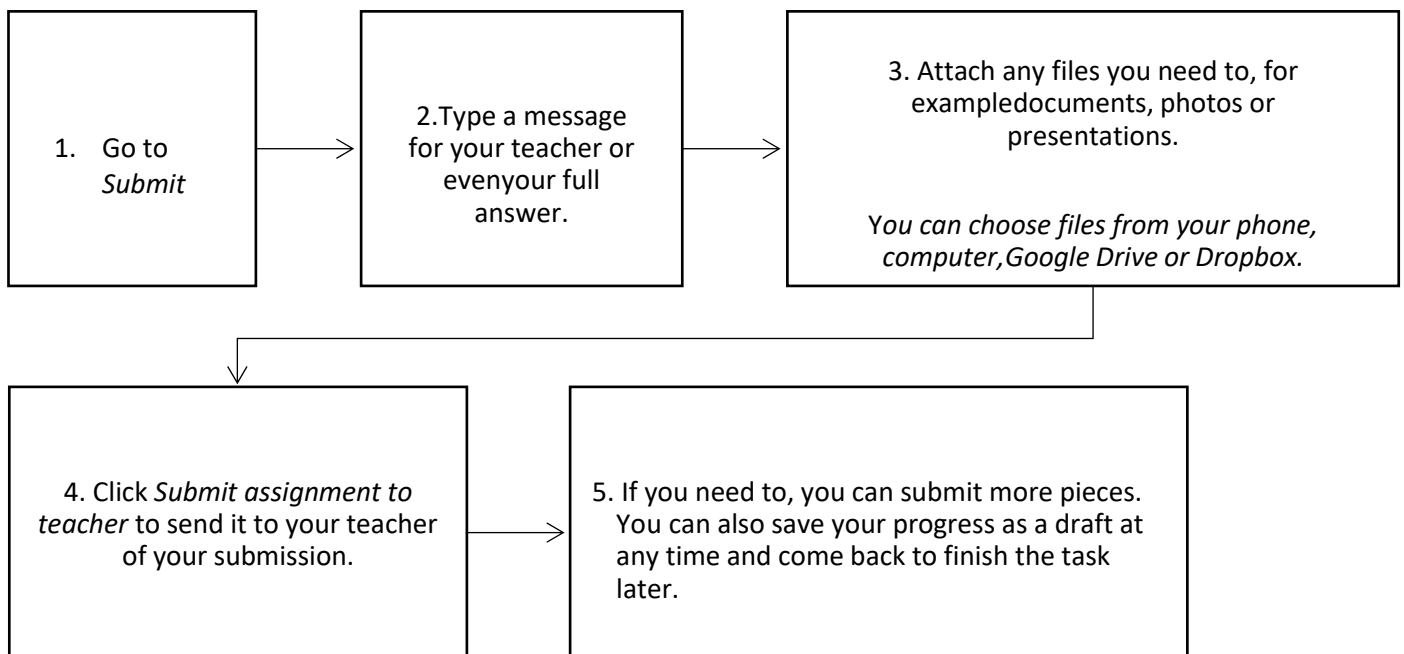 1. Go to
Submit
2.Type a message
for your teacher or
evenyour full
answer.
3. Attach any files you need to, for
exampledocuments, photos or
presentations.
You can choose files from your phone,
computer,Google Drive or Dropbox.
4. Click Submit assignment to
teacher to send it to your teacher
of your submission.
5. If you need to, you can submit more pieces.
You can also save your progress as a draft at
any time and come back to finish the task
later.